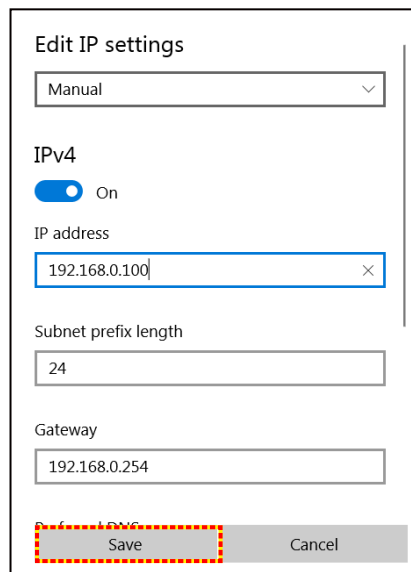 Edit IP settings
Manual
IPv4
On
IP address
192.168.0.100
Subnet prefix length
24
Gateway
192.168.0.254
Save Cancel